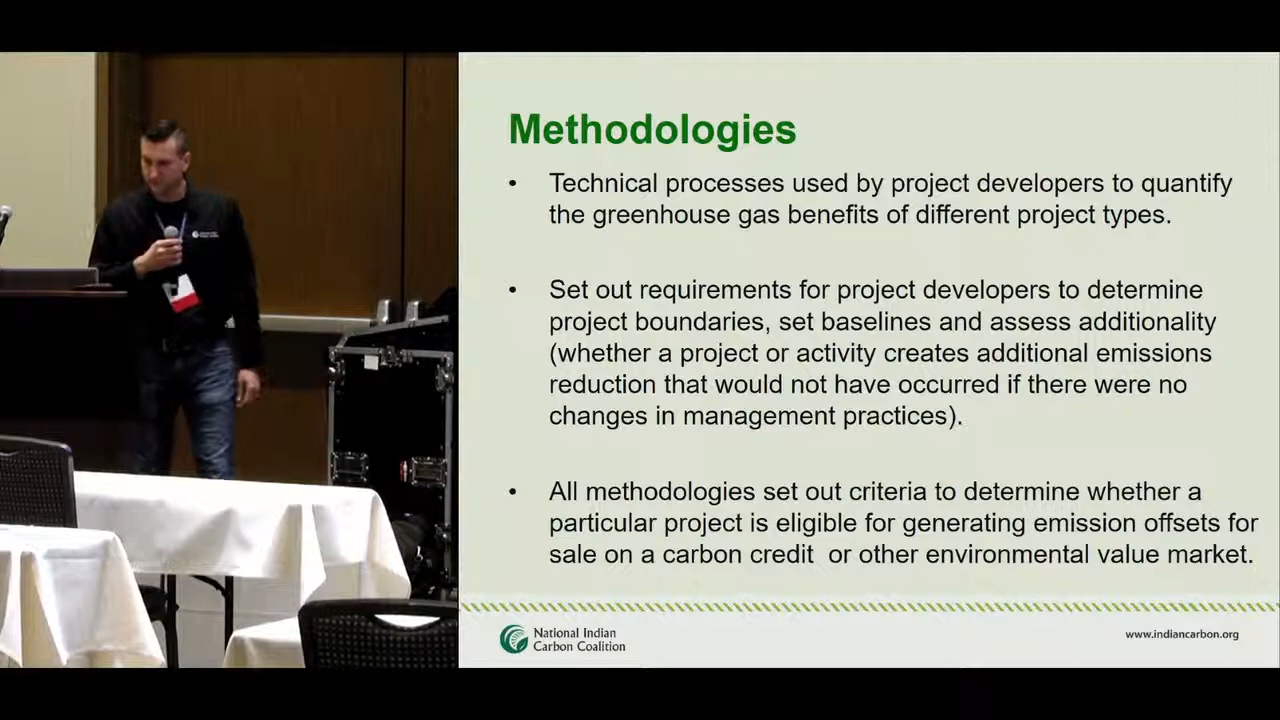 Methodologies
• Technical processes used by project developers to quantify
the greenhouse gas benefits of different project types.
• Set out requirements for project developers to determine
project boundaries, set baselines and assess additionality
(whether a project or activity creates additional emissions
reduction that would not have occurred if there were no
changes in management practices).
• All methodologies set out criteria to determine whether a
particular project is eligible for generating emission offsets for
sale on a carbon credit  or other environmental value market.
National Indian
Carbon Coalition
www.indiancarbon.org